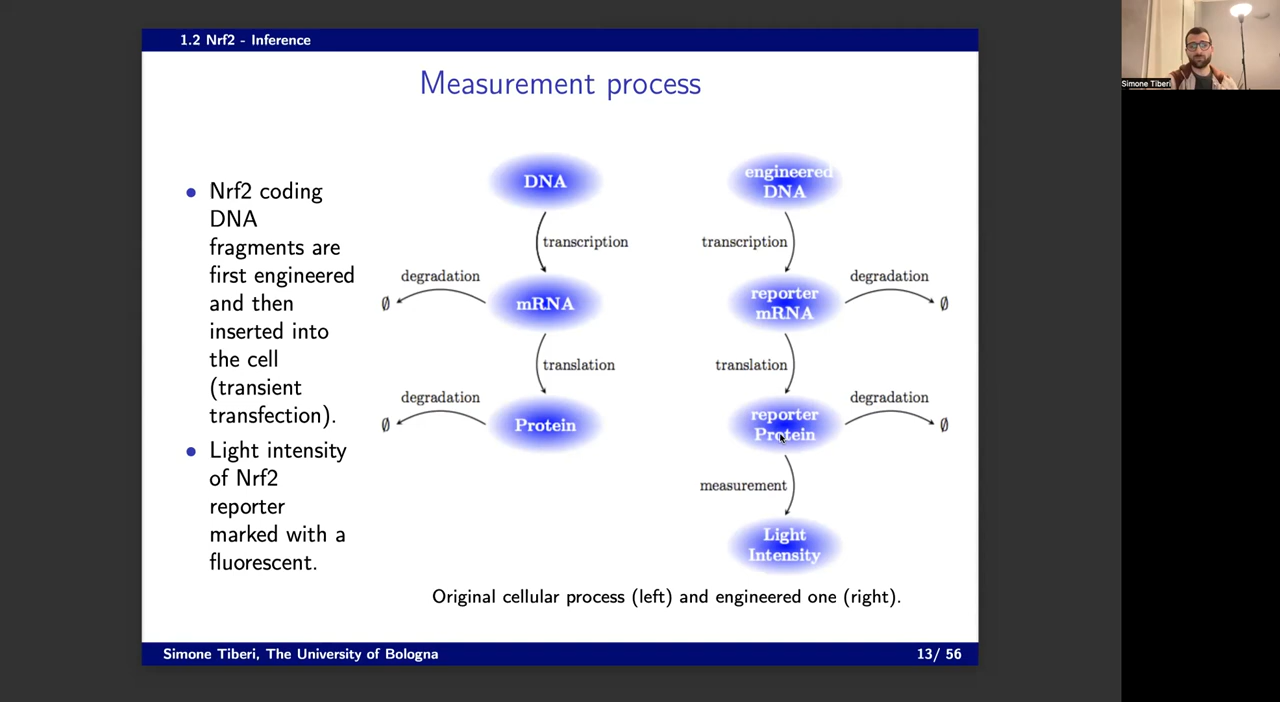 1.2 Nrf2 - Inference
Measurement process
• Nrf2 coding
DNA
fragments are
first engineered
and then
inserted into
the cell
(transient
transfection).
• Light intensity
of Nrf2
reporter
marked with a
fluorescent.
DNA
transcription
degradation
∅
mRNA
translation
degradation
∅
Protein
engineered
DNA
transcription
reporter
mRNA
degradation
∅
translation
reporter
Protein
degradation
∅
measurement
Light
Intensity
Original cellular process (left) and engineered one (right).
Simone Tiberi, The University of Bologna
13/ 56
Simone Tiberi